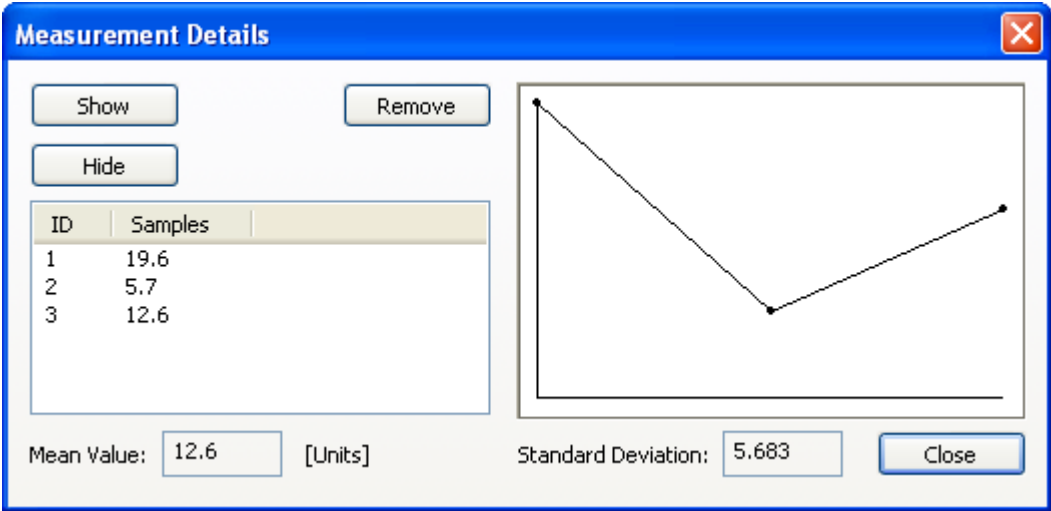 Measurement Details
Show
Remove
Hide
ID Samples
1 19.6
2 5.7
3 12.6
Mean Value: 12.6 [Units]
Standard Deviation: 5.683
Close